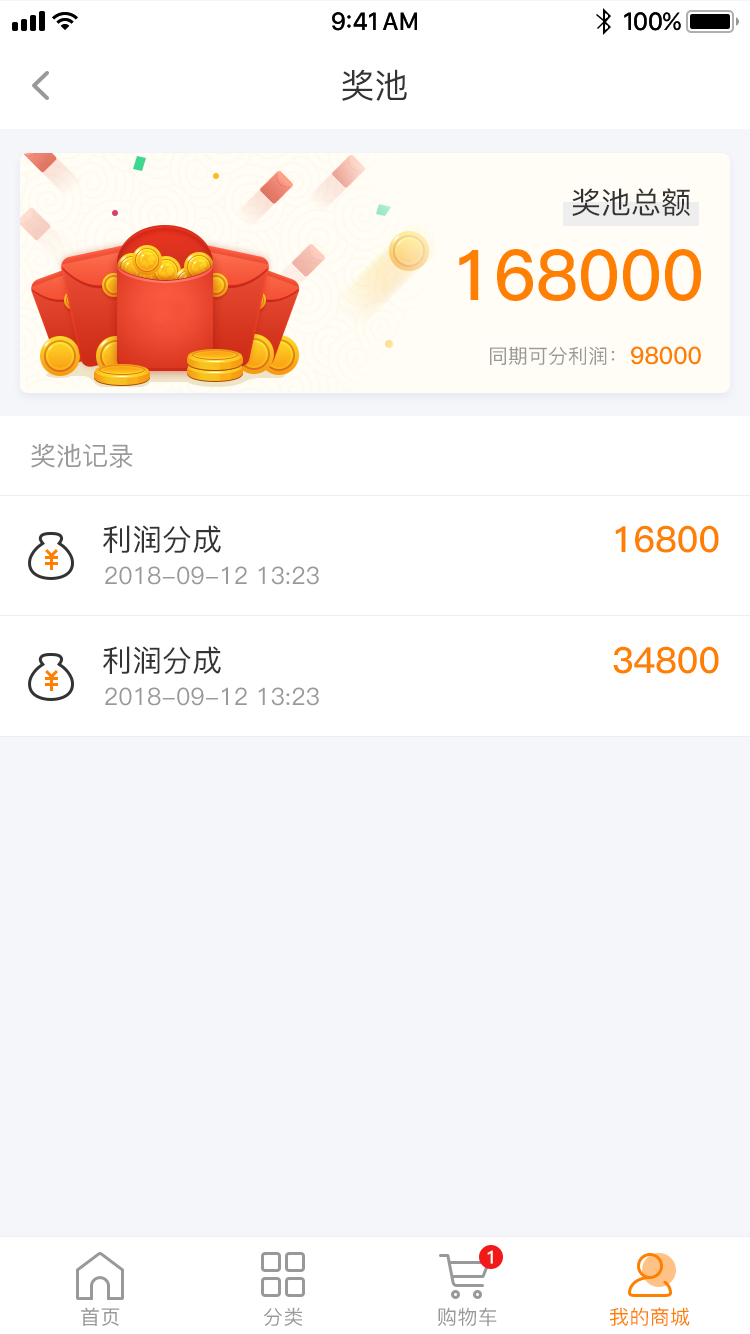 9:41 AM 100%
奖池
奖池总额
168000
同期可分利润: 98000
奖池记录
利润分成 16800
2018-09-12 13:23
利润分成 34800
2018-09-12 13:23
1
首页 分类 购物车 我的商城